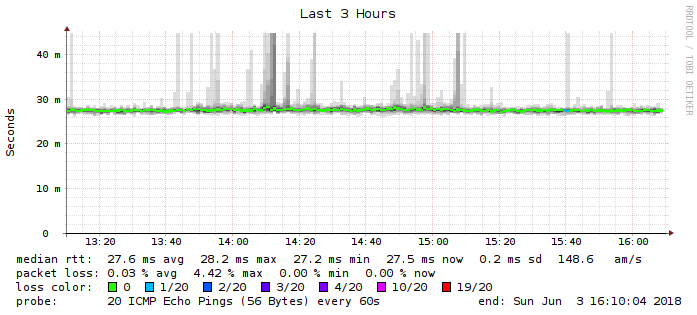 Last 3 Hours
RRDTOOL / TOBI OETIKER
Seconds
40 m
30 m
20 m
10 m
0
13:20 13:40 14:00 14:20 14:40 15:00 15:20 15:40 16:00
median rtt: 27.6 ms avg 28.2 ms max 27.2 ms min 27.5 ms now 0.2 ms sd 148.6 am/s
packet loss: 0.03 % avg 4.42 % max 0.00 % min 0.00 % now
loss color: 0 1/20 2/20 3/20 4/20 10/20 19/20
probe: 20 ICMP Echo Pings (56 Bytes) every 60s end: Sun Jun 3 16:10:04 2018